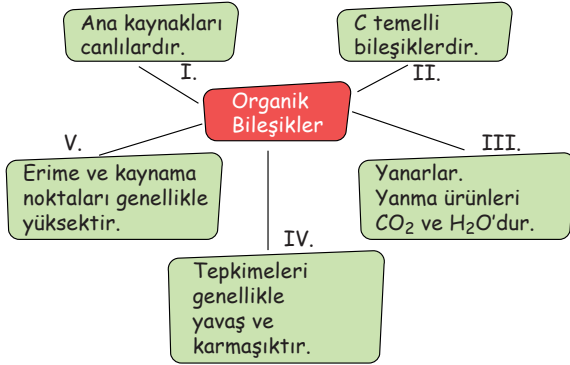 Ana kaynakları
canlılardır.
I.
C temelli
bileşiklerdir.
II.
Organik
Bileşikler
V.
Erime ve kaynama
noktaları genellikle
yüksektir.
III.
Yanarlar.
Yanma ürünleri
CO₂ ve H₂O'dur.
IV.
Tepkimeleri
genellikle
yavaş ve
karmaşıktır.